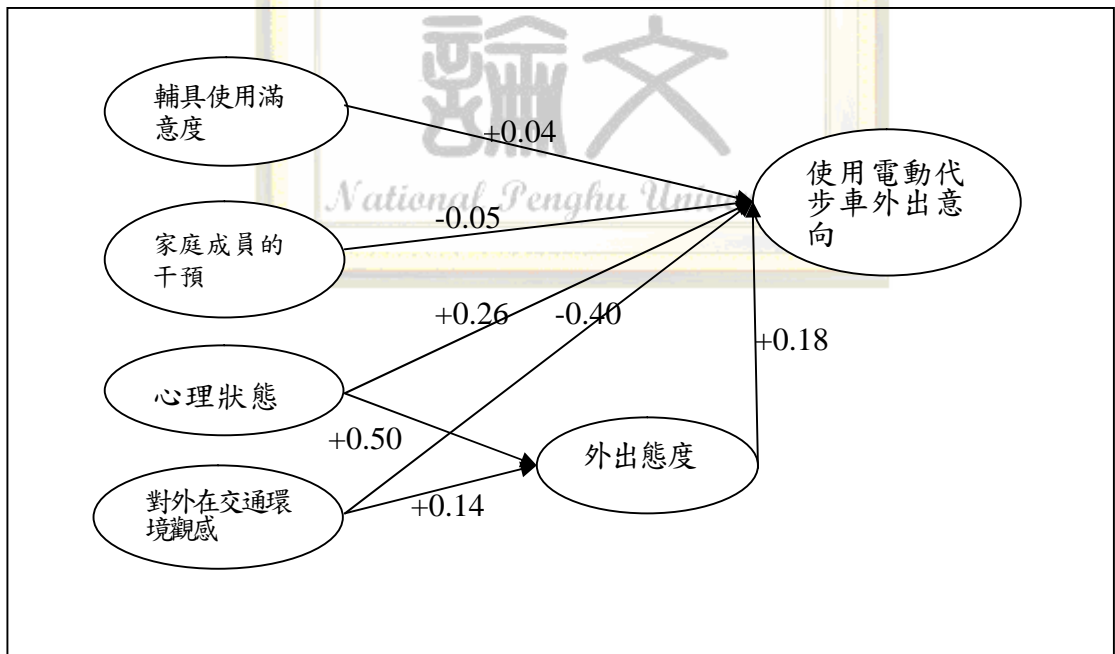 論文
National Penghu Uni
輔具使用滿
意度
+0.04
使用電動代
步車外出意
向
家庭成員的
干預
-0.05
+0.26
-0.40
+0.18
心理狀態
+0.50
外出態度
對外在交通環
境觀感
+0.14